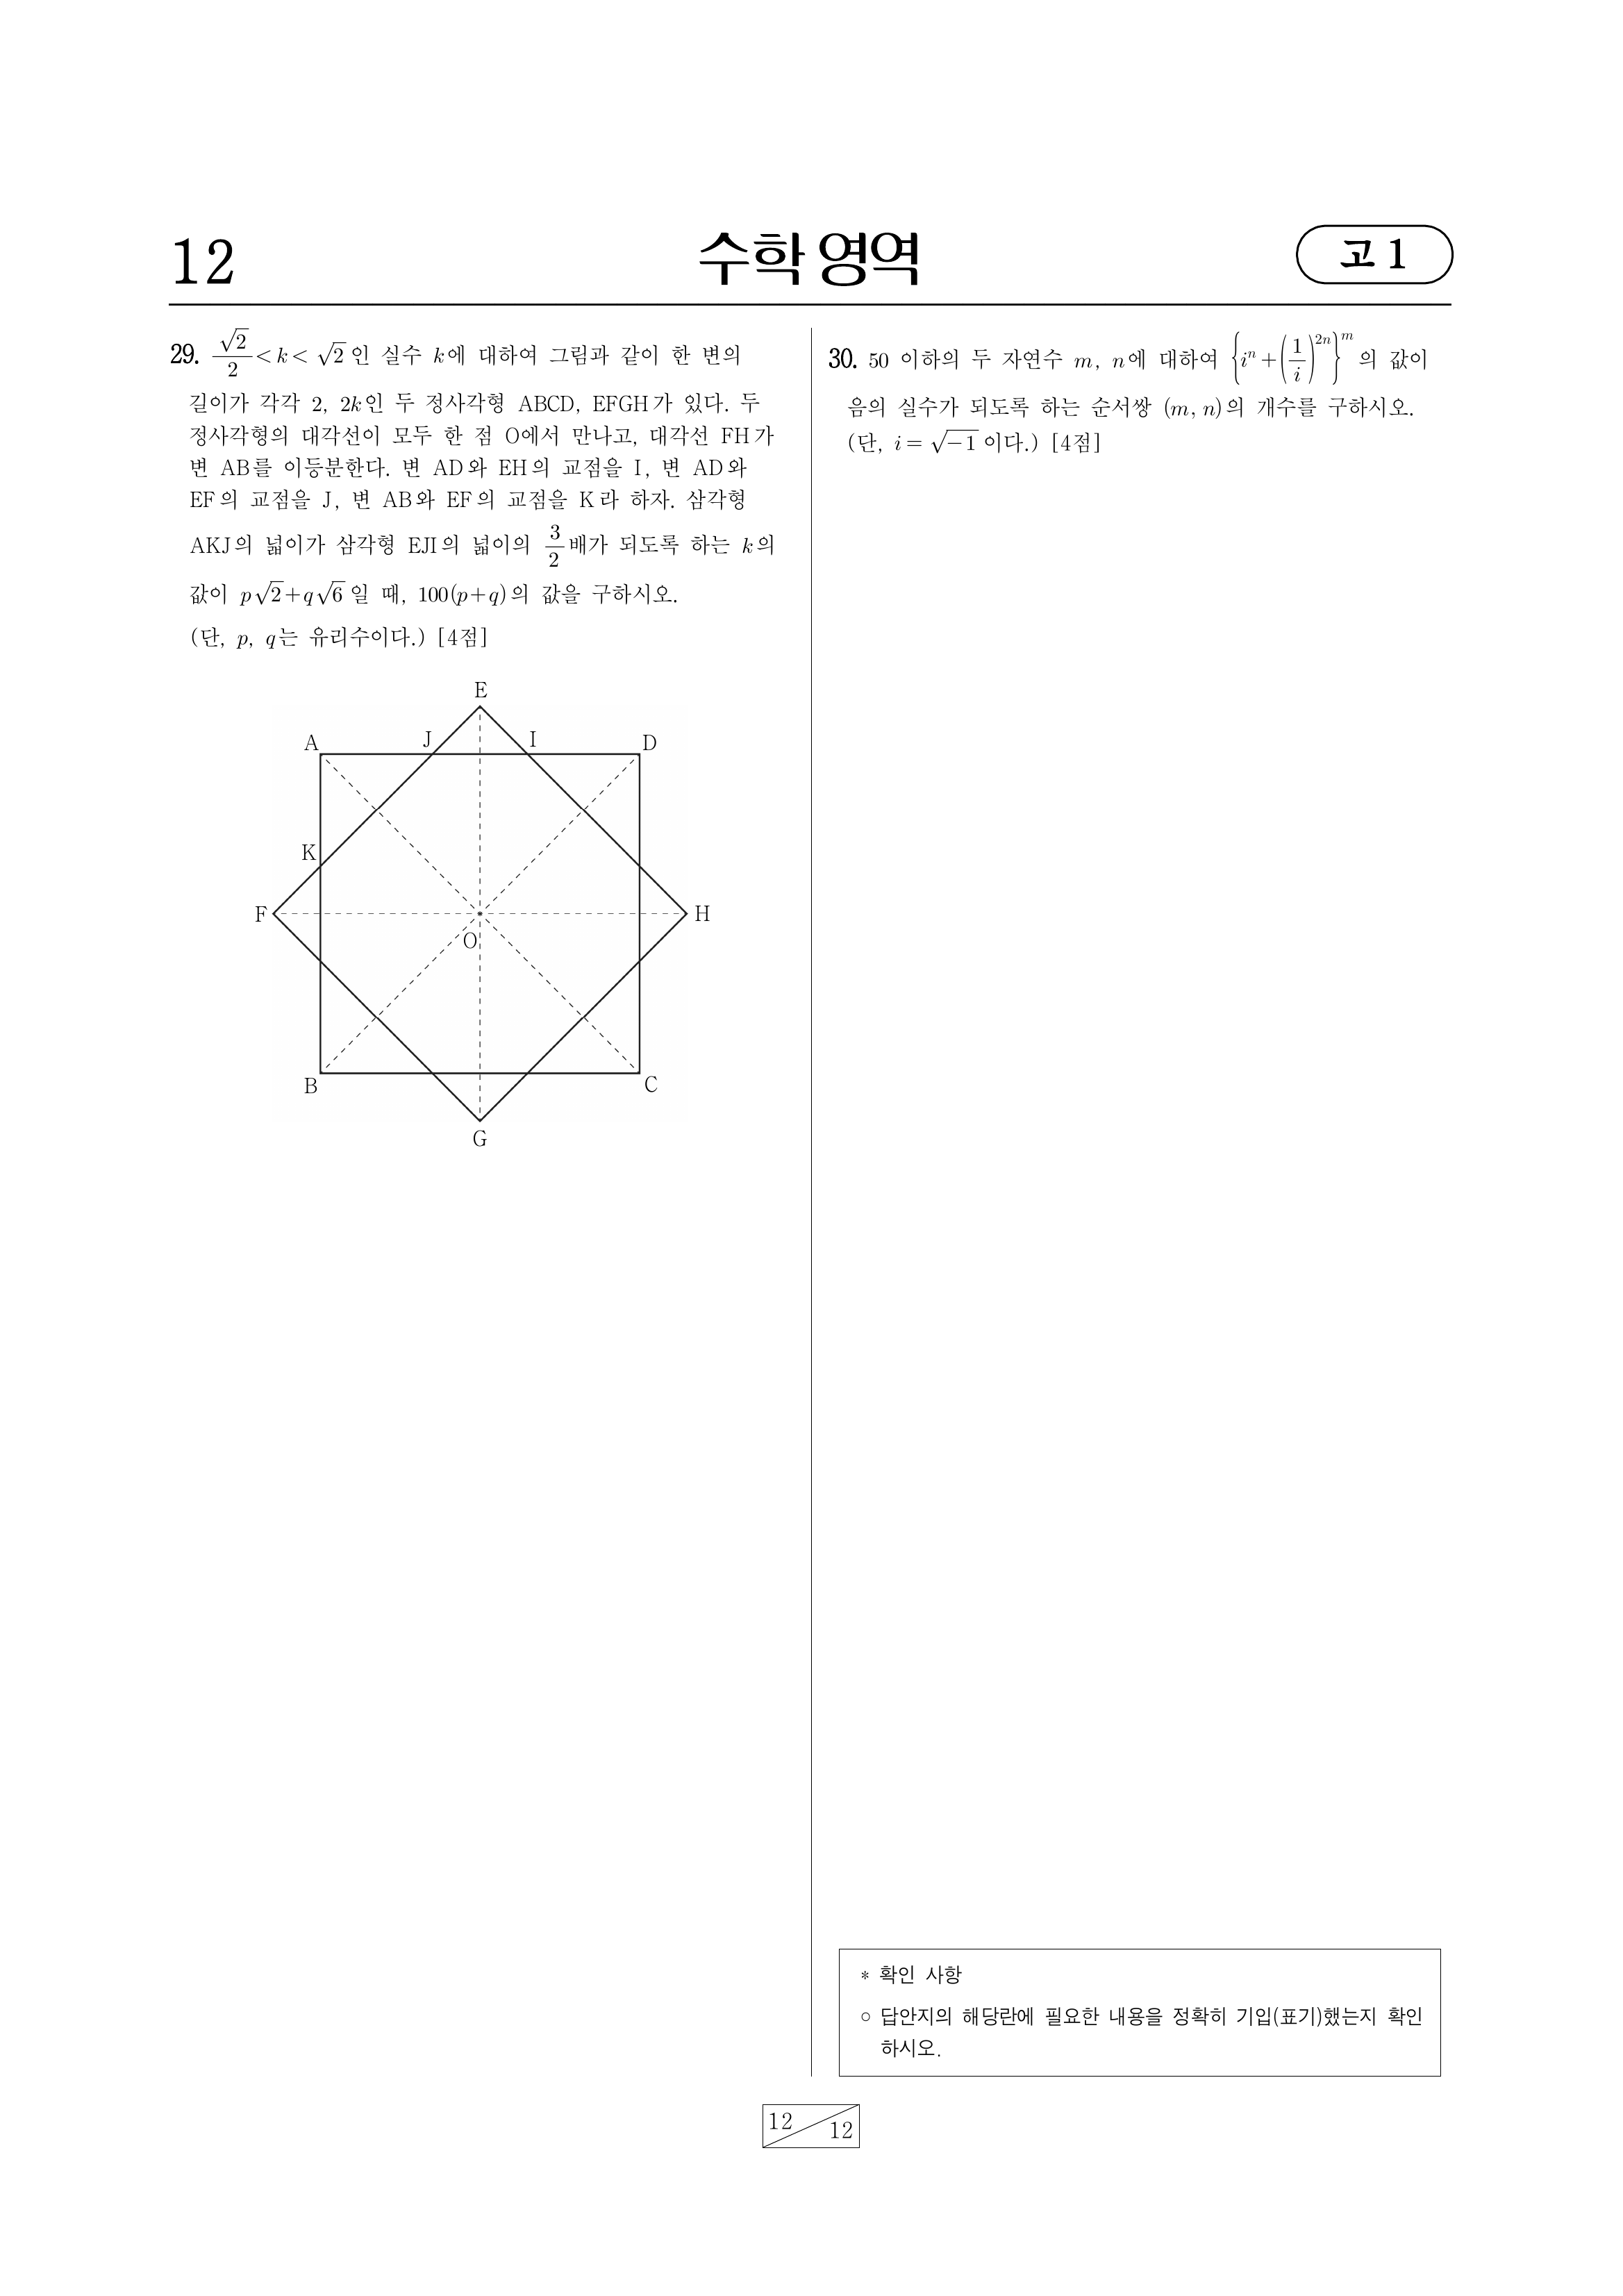 12
수학 영역
고 1
29. √2/2 < k < √2 인 실수 k에 대하여 그림과 같이 한 변의
길이가 각각 2, 2k인 두 정사각형 ABCD, EFGH가 있다. 두
정사각형의 대각선이 모두 한 점 O에서 만나고, 대각선 FH가
변 AB를 이등분한다. 변 AD와 EH의 교점을 I, 변 AD와
EF의 교점을 J, 변 AB와 EF의 교점을 K라 하자. 삼각형
AKJ의 넓이가 삼각형 EJI의 넓이의 3/2배가 되도록 하는 k의
값이 p√2+q√6 일 때, 100(p+q)의 값을 구하시오.
(단, p, q는 유리수이다.) [4점]
E
A
J
I
D
K
F
H
O
B
C
G
30. 50 이하의 두 자연수 m, n에 대하여 {i^n+(1/i)^2n}^m 의 값이
음의 실수가 되도록 하는 순서쌍 (m, n)의 개수를 구하시오.
(단, i = √-1 이다.) [4점]
* 확인 사항
○ 답안지의 해당란에 필요한 내용을 정확히 기입(표기)했는지 확인
하시오.
12
12